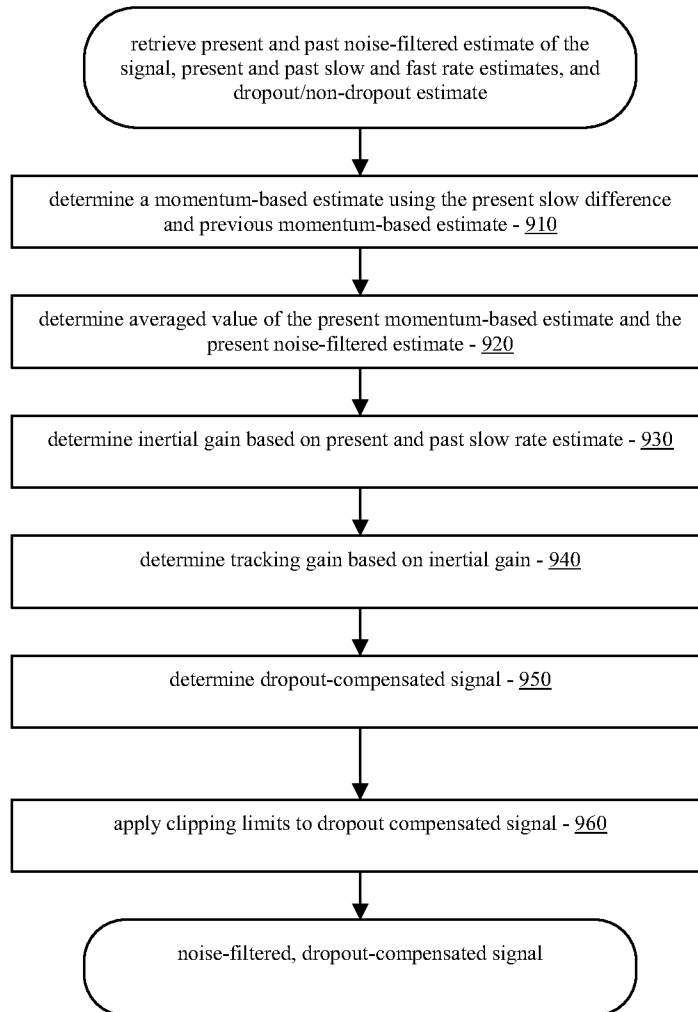 retrieve present and past noise-filtered estimate of the
signal, present and past slow and fast rate estimates, and
dropout/non-dropout estimate
determine a momentum-based estimate using the present slow difference
and previous momentum-based estimate - 910
determine averaged value of the present momentum-based estimate and the
present noise-filtered estimate - 920
determine inertial gain based on present and past slow rate estimate - 930
determine tracking gain based on inertial gain - 940
determine dropout-compensated signal - 950
apply clipping limits to dropout compensated signal - 960
noise-filtered, dropout-compensated signal